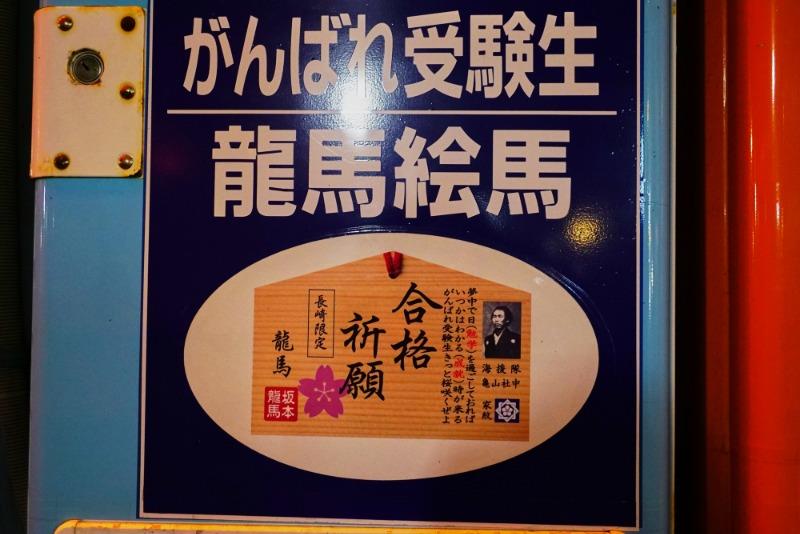 がんばれ受験生
龍馬絵馬
海援隊
亀山社中
家紋
夢中で日(勉学)を過ごしておれば
いつかはわかる(成就)時が来る
がんばれ受験生きっと桜咲くぜよ
合格
祈願
長崎限定
龍馬
坂本
龍馬